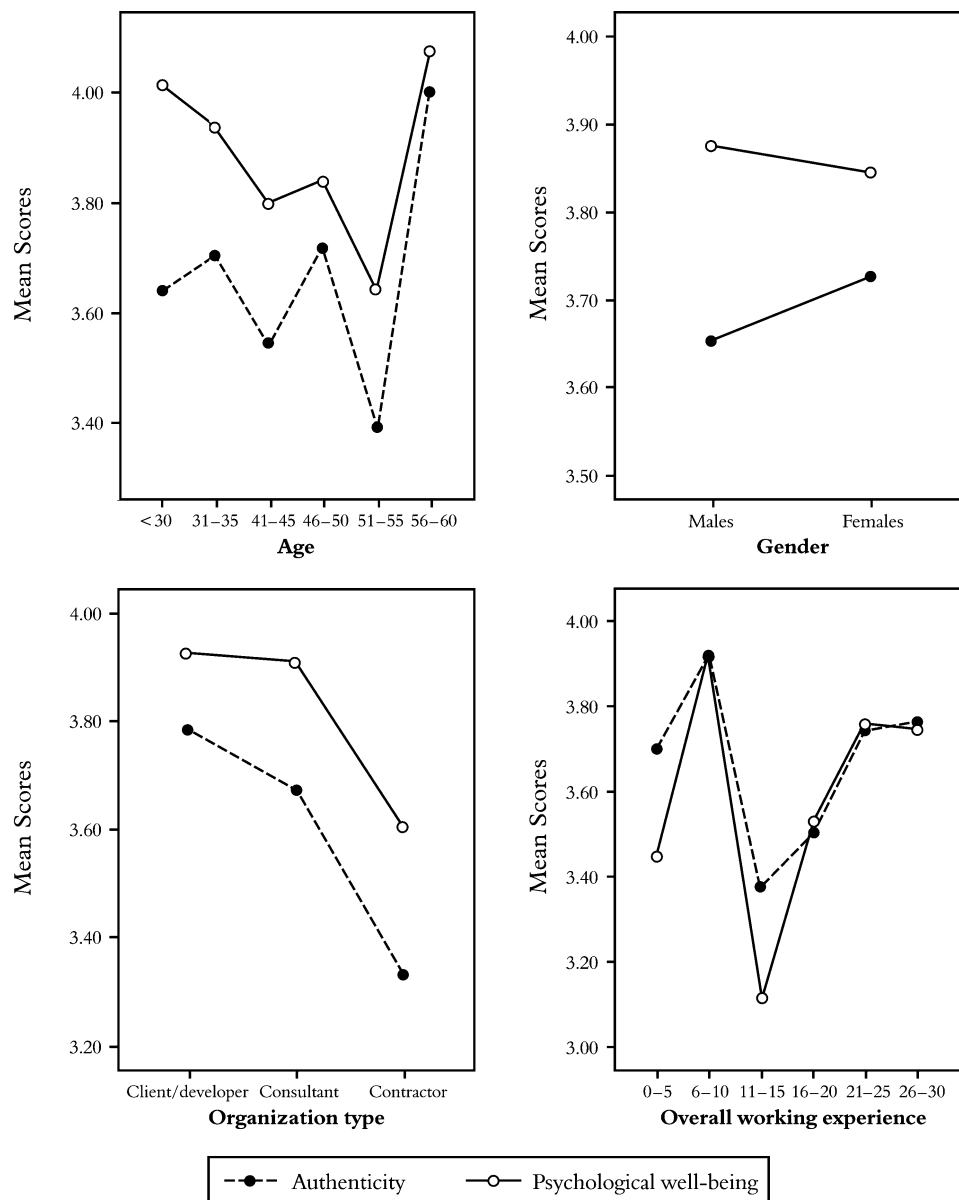 4.00
3.80
3.60
3.40
Mean Scores
<30 31–35 41–45 46–50 51–55 56–60
Age
4.00
3.90
3.80
3.70
3.60
3.50
Mean Scores
Males Females
Gender
4.00
3.80
3.60
3.40
3.20
Mean Scores
Client/developer Consultant Contractor
Organization type
4.00
3.80
3.60
3.40
3.20
3.00
Mean Scores
0–5 6–10 11–15 16–20 21–25 26–30
Overall working experience
Authenticity Psychological well-being